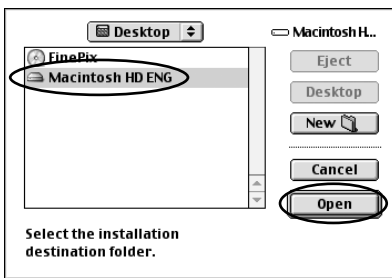 Desktop
Macintosh H...
FinePix
Macintosh HD ENG
Eject
Desktop
New
Cancel
Open
Select the installation
destination folder.